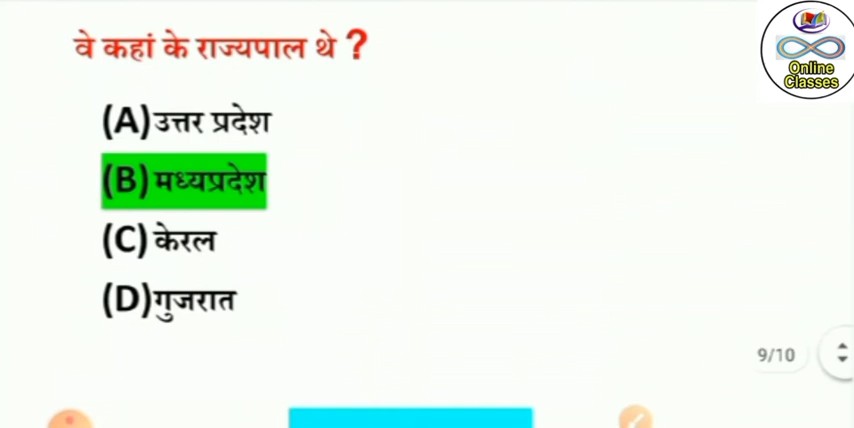 वे कहां के राज्यपाल थे ?
Online
Classes
(A) उत्तर प्रदेश
(B) मध्यप्रदेश
(C) केरल
(D) गुजरात
9/10